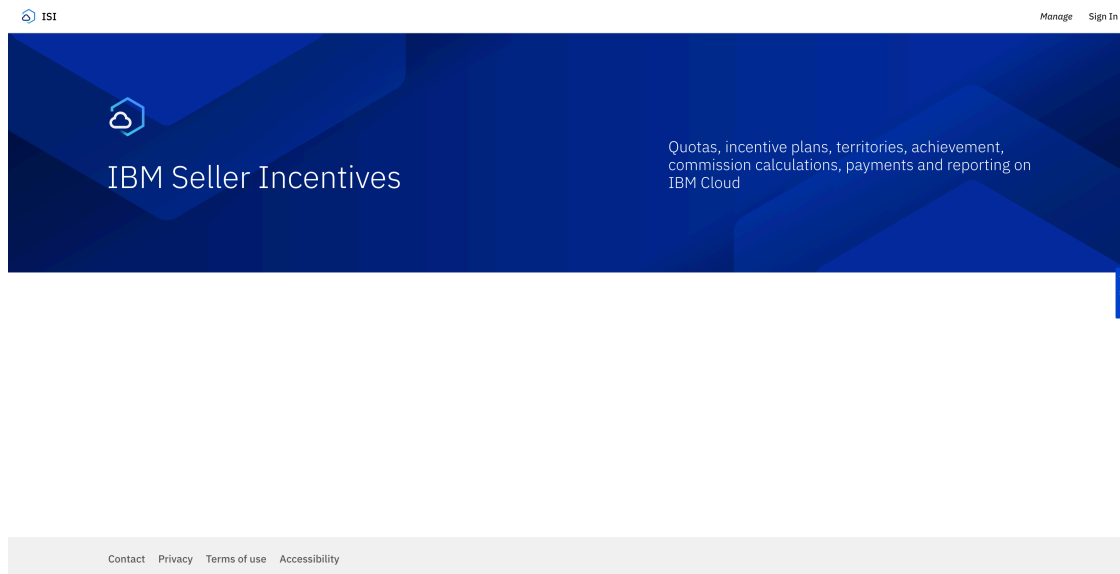 ISI
Manage Sign In
IBM Seller Incentives
Quotas, incentive plans, territories, achievement,
commission calculations, payments and reporting on
IBM Cloud
Contact Privacy Terms of use Accessibility